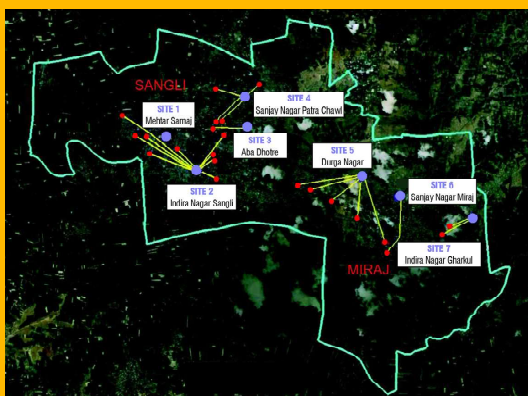 SANGLI
SITE 1
Mehtar Samaj
SITE 4
Sanjay Nagar Patra Chawl
SITE 3
Aba Dhotre
SITE 2
Indira Nagar Sangli
SITE 5
Durga Nagar
SITE 6
Sanjay Nagar Miraj
SITE 7
Indira Nagar Gharkul
MIRAJ